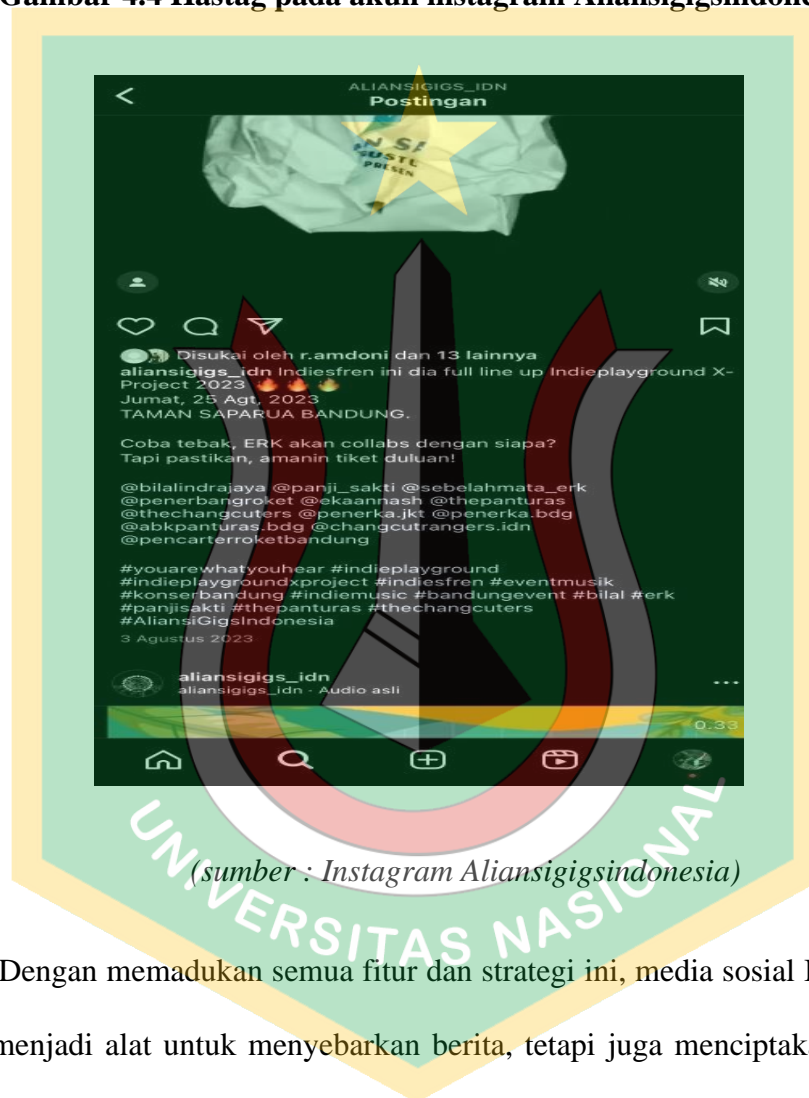 Gambar 4.4 Hastag pada akun instagram Aliansigigsindone
ALIANSIGIGS_IDN
Postingan
AN SA
GUSTU
PRESEN
Disukai oleh r.amdoni dan 13 lainnya
aliansigigs_idn Indiesfren ini dia full line up Indieplayground X-
Project 2023 🔥 🔥 🔥
Jumat, 25 Agt, 2023
TAMAN SAPARUA BANDUNG.
Coba tebak, ERK akan collabs dengan siapa?
Tapi pastikan, amanin tiket duluan!
@bilalindrajaya @panji_sakti @sebelahmata_erk
@penerbangroket @ekaannash @thepanturas
@thechangcuters @penerka.jkt @penerka.bdg
@abkpanturas.bdg @changcutrangers.idn
@pencarterroketbandung
#youarewhatyouhear #indieplayground
#indieplaygroundxproject #indiesfren #eventmusik
#konserbandung #indiemusic #bandungevent #bilal #erk
#panjisakti #thepanturas #thechangcuters
#AliansiGigsIndonesia
3 Agustus 2023
aliansigigs_idn
aliansigigs_idn - Audio asli
0.33
UNIVERSITAS NASIONAL
(sumber : Instagram Aliansigigsindonesia)
Dengan memadukan semua fitur dan strategi ini, media sosial I
menjadi alat untuk menyebarkan berita, tetapi juga menciptak